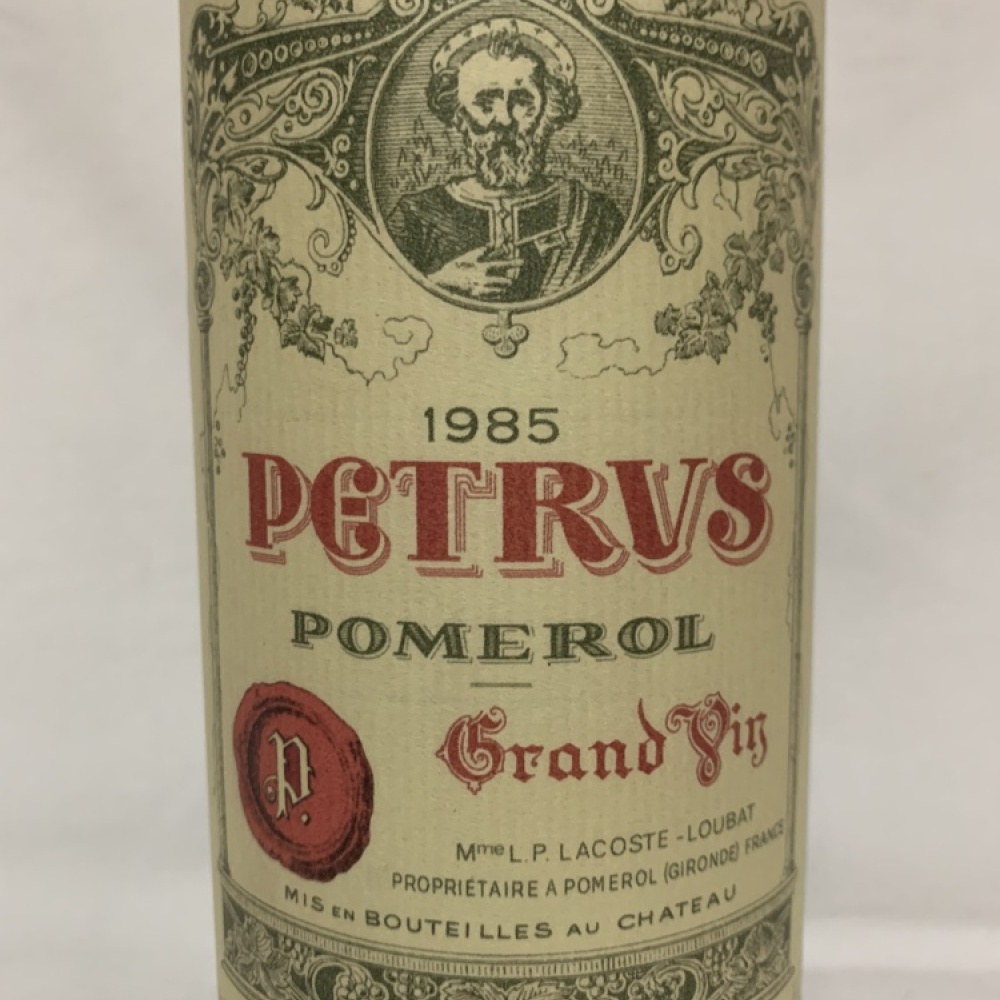 1985
PETRVS
POMEROL
Grand Vin
P.
Mme L.P. LACOSTE-LOUBAT
PROPRIÉTAIRE A POMEROL (GIRONDE) FRANCE
MIS EN BOUTEILLES AU CHATEAU